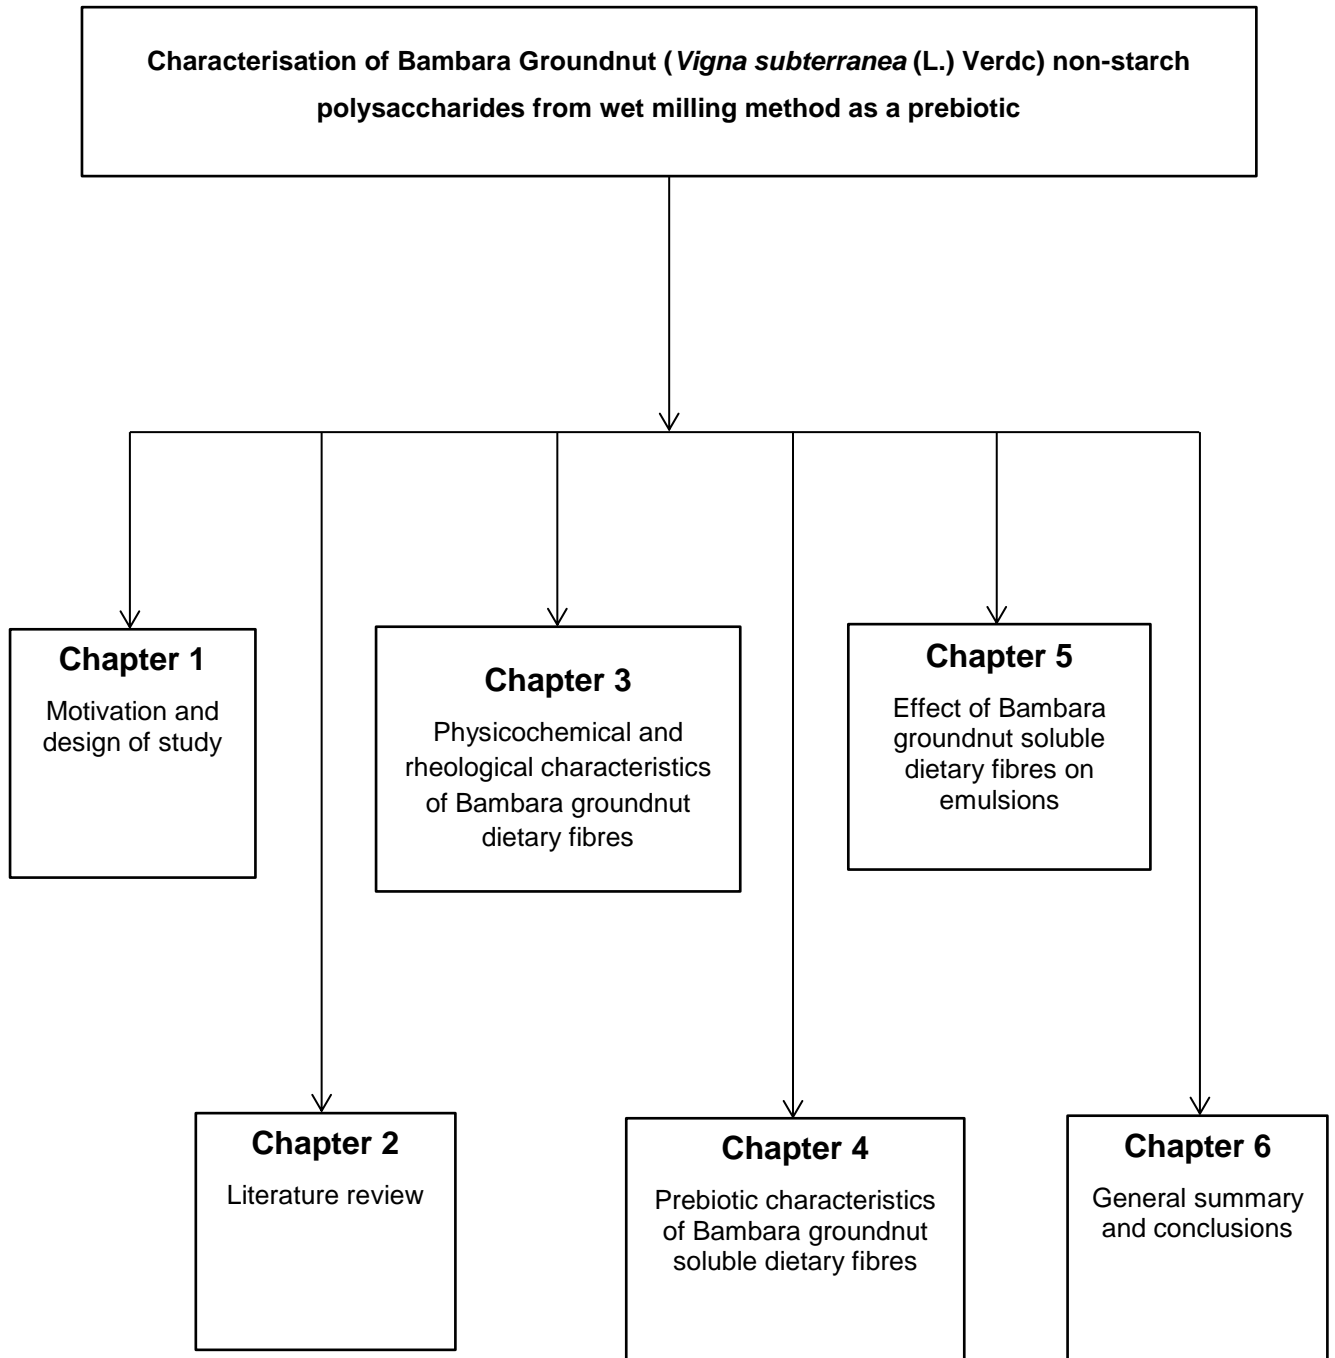 Characterisation of Bambara Groundnut (Vigna subterranea (L.) Verdc) non-starch
polysaccharides from wet milling method as a prebiotic
Chapter 1
Motivation and
design of study
Chapter 2
Literature review
Chapter 3
Physicochemical and
rheological characteristics
of Bambara groundnut
dietary fibres
Chapter 4
Prebiotic characteristics
of Bambara groundnut
soluble dietary fibres
Chapter 5
Effect of Bambara
groundnut soluble
dietary fibres on
emulsions
Chapter 6
General summary
and conclusions